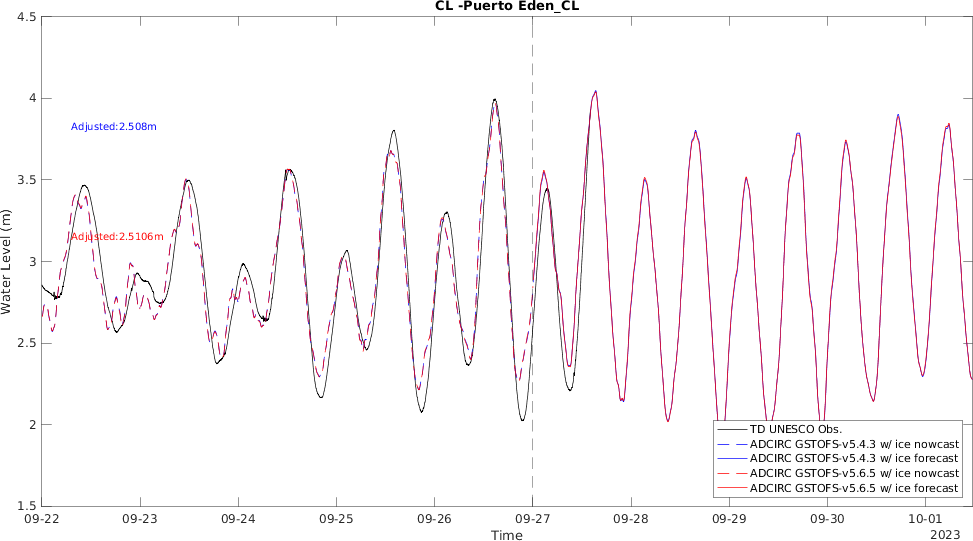 CL -Puerto Eden_CL
4.5
4
3.5
3
2.5
2
1.5
Water Level (m)
Adjusted:2.508m
Adjusted:2.5106m
TD UNESCO Obs.
ADCIRC GSTOFS-v5.4.3 w/ ice nowcast
ADCIRC GSTOFS-v5.4.3 w/ ice forecast
ADCIRC GSTOFS-v5.6.5 w/ ice nowcast
ADCIRC GSTOFS-v5.6.5 w/ ice forecast
09-22 09-23 09-24 09-25 09-26 09-27 09-28 09-29 09-30 10-01
Time
2023